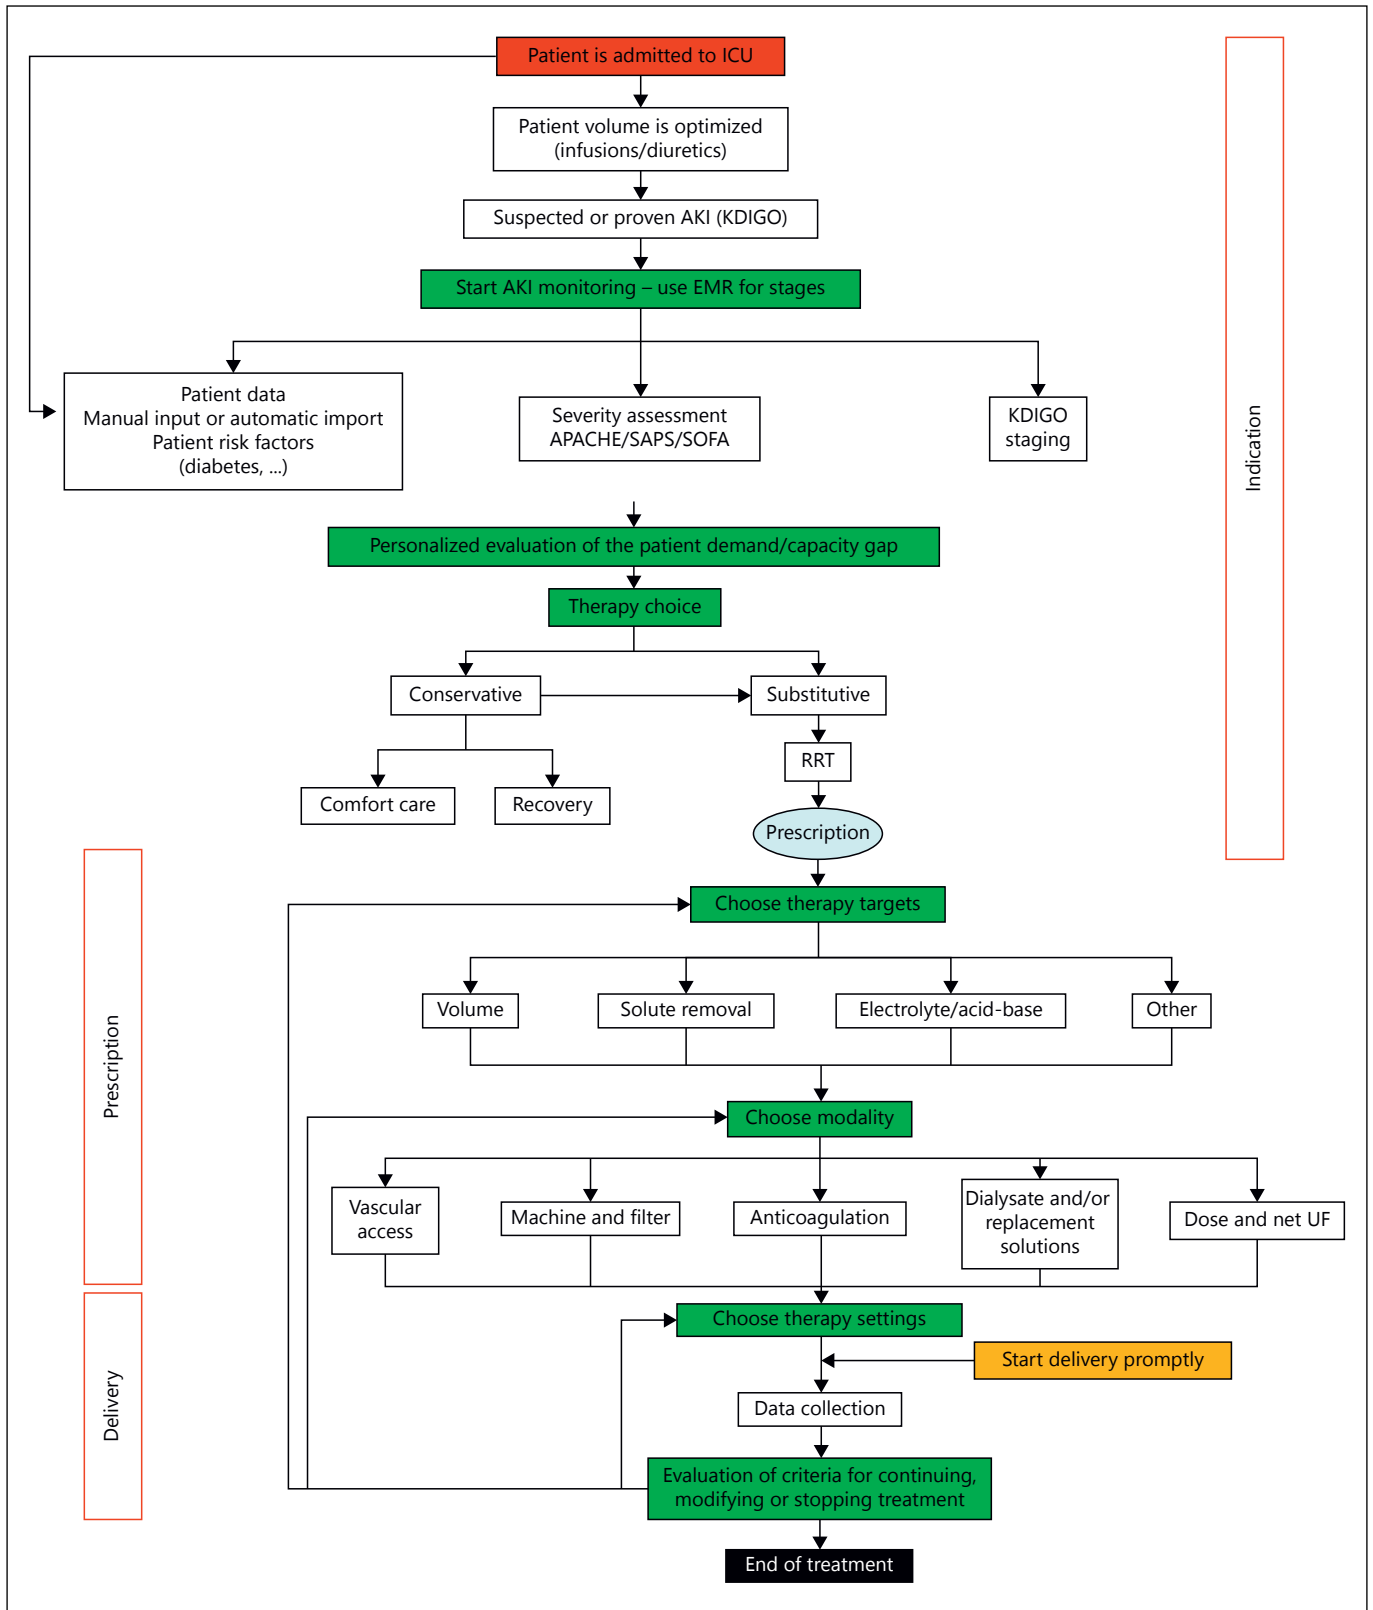 Patient is admitted to ICU
Patient volume is optimized
(infusions/diuretics)
Suspected or proven AKI (KDIGO)
Start AKI monitoring – use EMR for stages
Patient data
Manual input or automatic import
Patient risk factors
(diabetes, ...)
Severity assessment
APACHE/SAPS/SOFA
KDIGO
staging
Indication
Personalized evaluation of the patient demand/capacity gap
Therapy choice
Conservative
Substitutive
RRT
Comfort care
Recovery
Prescription
Choose therapy targets
Volume
Solute removal
Electrolyte/acid-base
Other
Prescription
Choose modality
Vascular
access
Machine and filter
Anticoagulation
Dialysate and/or
replacement
solutions
Dose and net UF
Choose therapy settings
Start delivery promptly
Delivery
Data collection
Evaluation of criteria for continuing,
modifying or stopping treatment
End of treatment